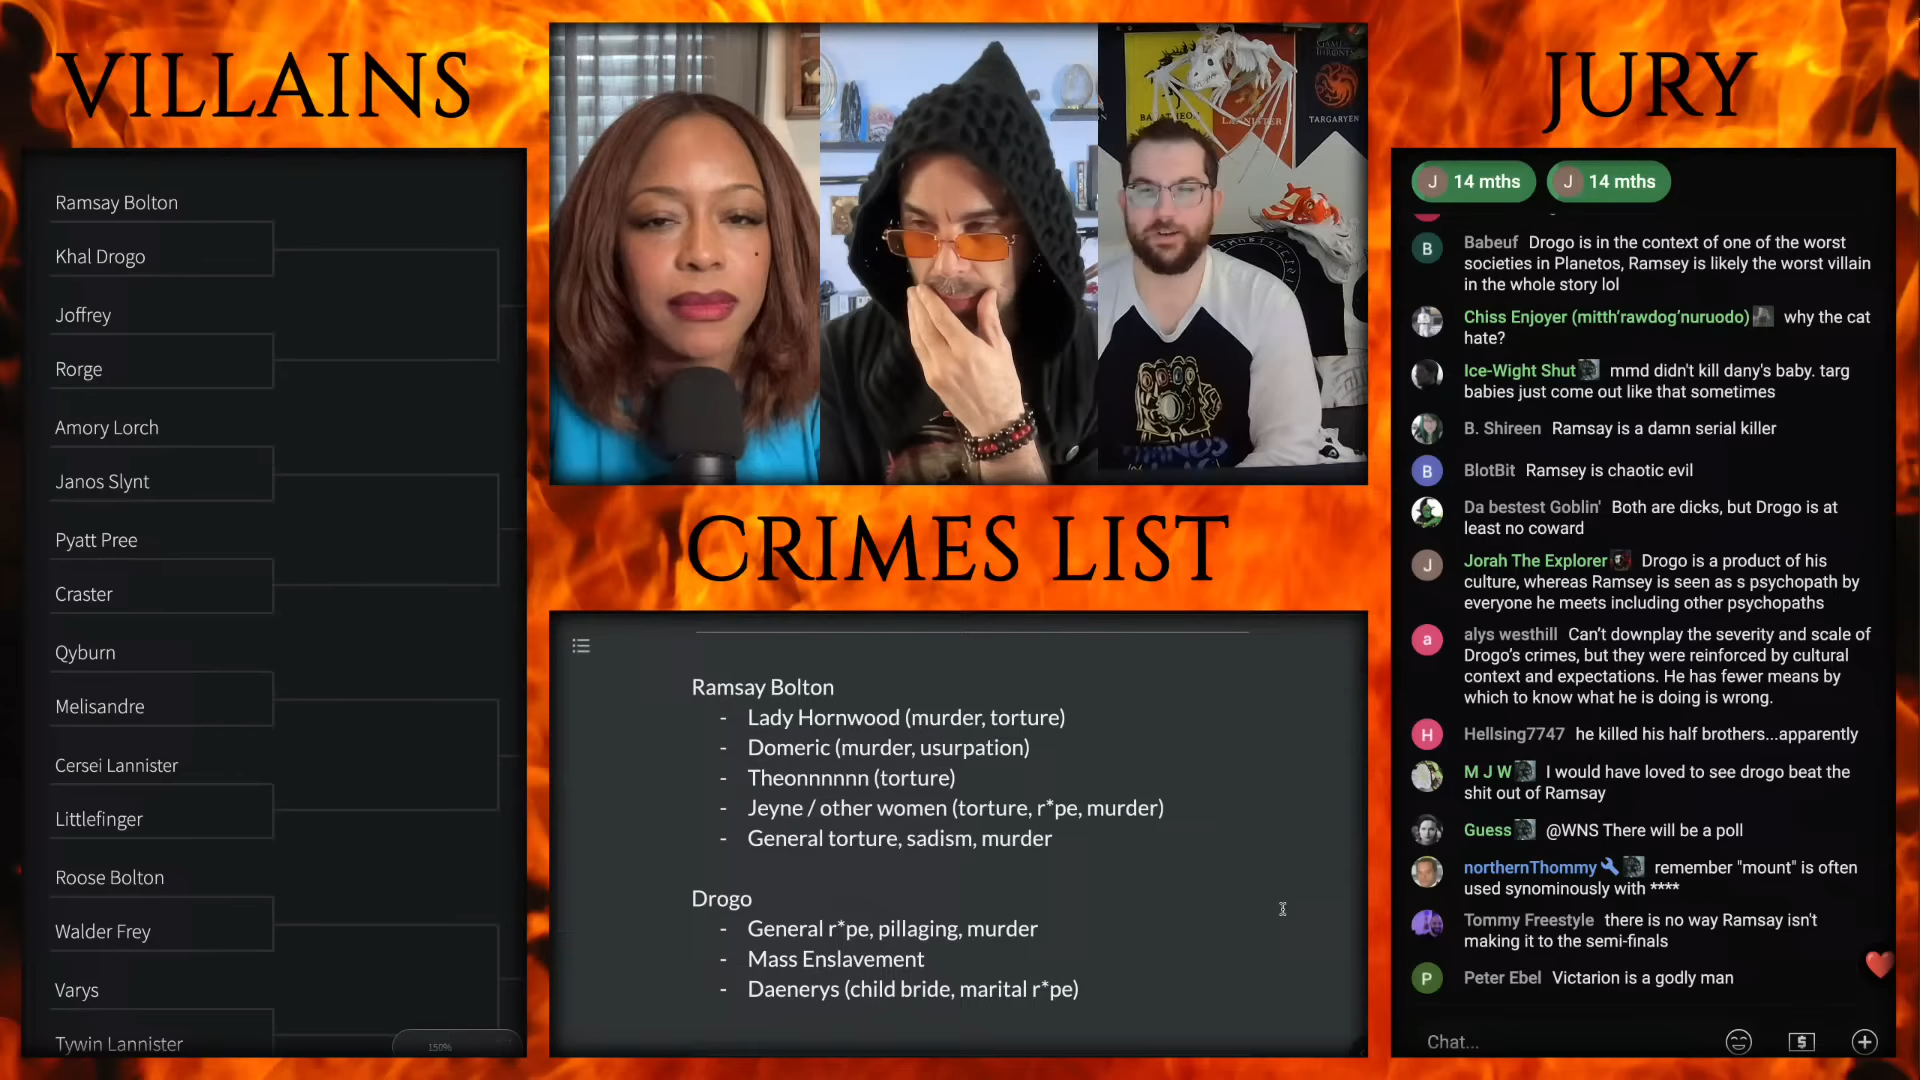 VILLAINS
Ramsay Bolton
Khal Drogo
Joffrey
Rorge
Amory Lorch
Janos Slynt
Pyatt Pree
Craster
Qyburn
Melisandre
Cersei Lannister
Littlefinger
Roose Bolton
Walder Frey
Varys
Tywin Lannister
150%
GAME
THRONES
LANNISTER
TARGARYEN
THANOS
CRIMES LIST
Ramsay Bolton
- Lady Hornwood (murder, torture)
- Domeric (murder, usurpation)
- Theonnnnnn (torture)
- Jeyne / other women (torture, r*pe, murder)
- General torture, sadism, murder
Drogo
- General r*pe, pillaging, murder
- Mass Enslavement
- Daenerys (child bride, marital r*pe)
JURY
J 14 mths J 14 mths
B Babeuf Drogo is in the context of one of the worst
societies in Planetos, Ramsey is likely the worst villain
in the whole story lol
Chiss Enjoyer (mitth'rawdog'nuruodo) why the cat
hate?
Ice-Wight Shut mmd didn't kill dany's baby. targ
babies just come out like that sometimes
B. Shireen Ramsay is a damn serial killer
B BlotBit Ramsey is chaotic evil
Da bestest Goblin' Both are dicks, but Drogo is at
least no coward
J Jorah The Explorer Drogo is a product of his
culture, whereas Ramsey is seen as s psychopath by
everyone he meets including other psychopaths
a alys westhill Can't downplay the severity and scale of
Drogo's crimes, but they were reinforced by cultural
context and expectations. He has fewer means by
which to know what he is doing is wrong.
H Hellsing7747 he killed his half brothers...apparently
M J W I would have loved to see drogo beat the
shit out of Ramsay
Guess @WNS There will be a poll
northernThommy remember "mount" is often
used synominously with ****
Tommy Freestyle there is no way Ramsay isn't
making it to the semi-finals
P Peter Ebel Victarion is a godly man
Chat...
$